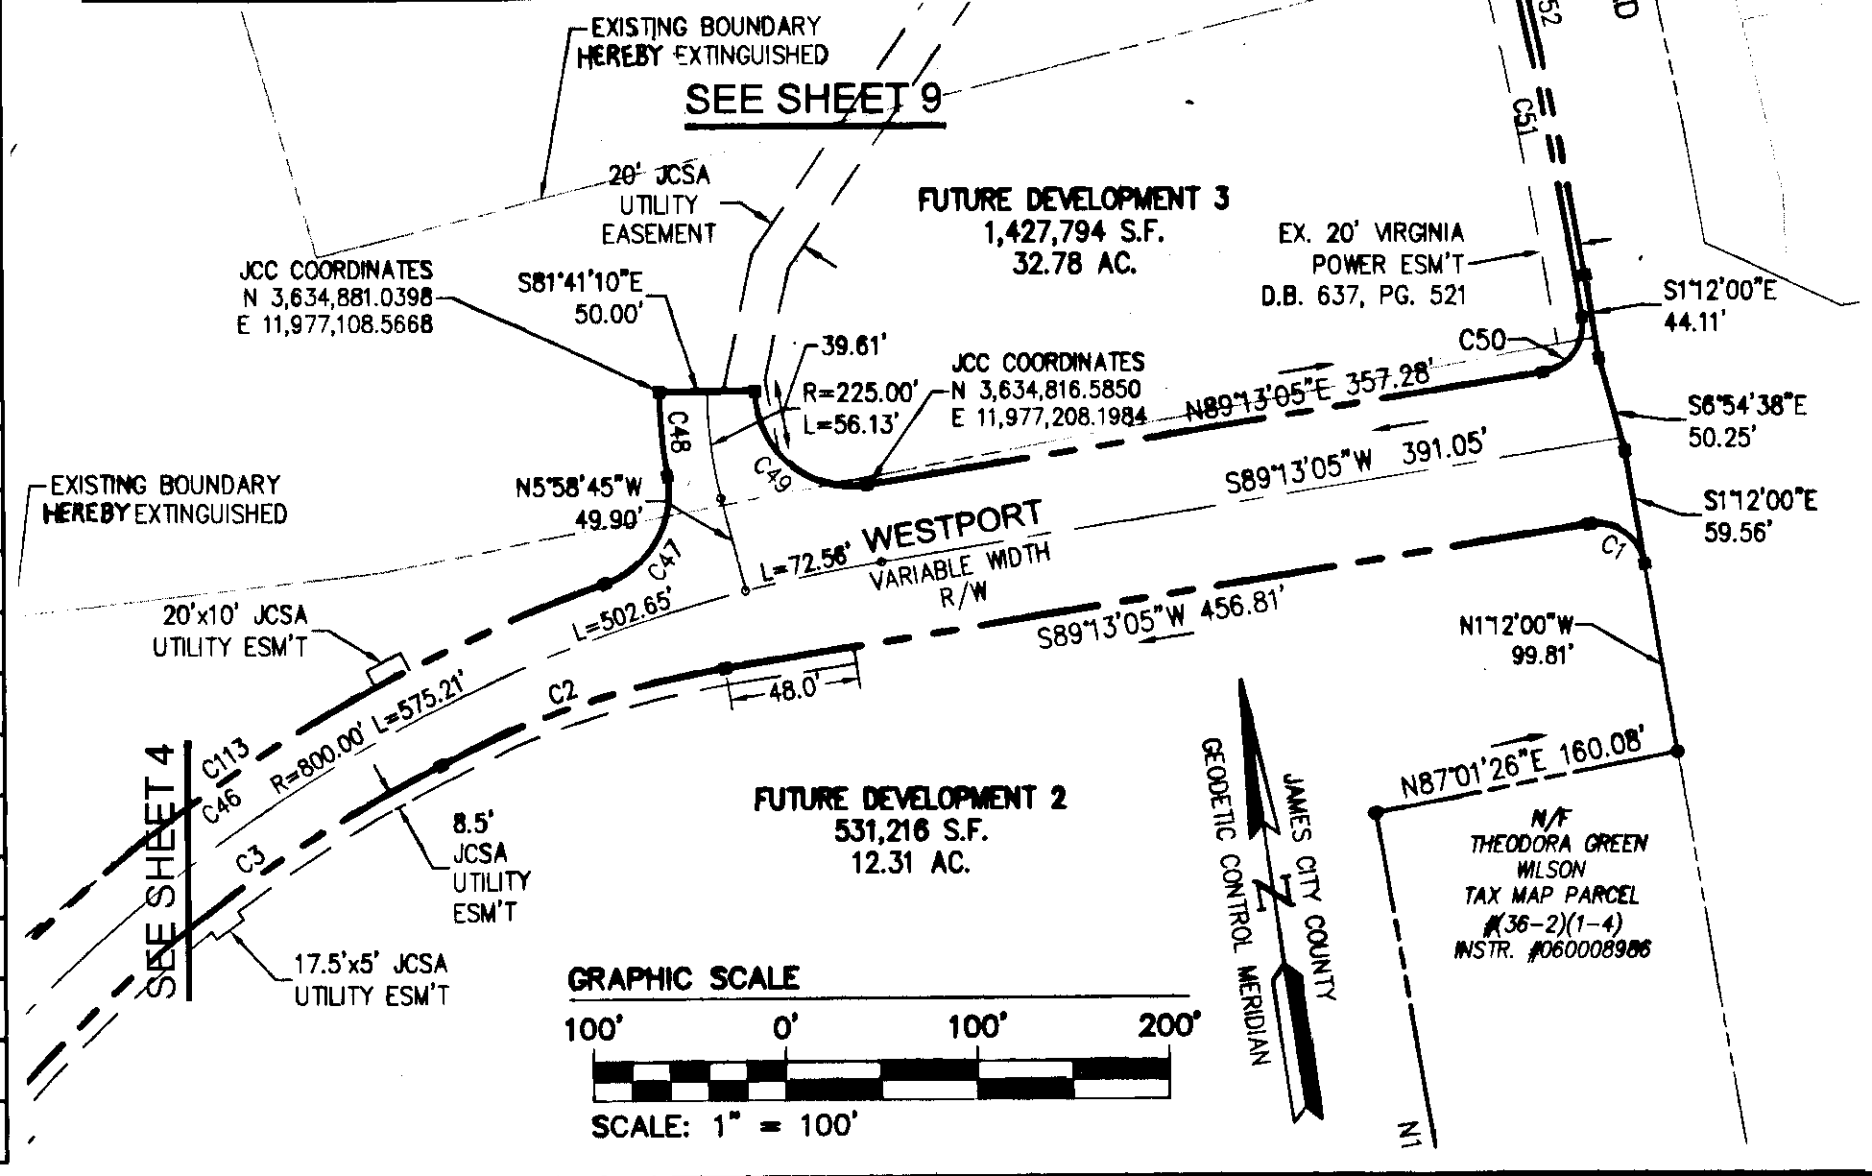 EXISTING BOUNDARY
HEREBY EXTINGUISHED
SEE SHEET 9
52
C51
20' JCSA
UTILITY
EASEMENT
FUTURE DEVELOPMENT 3
1,427,794 S.F.
32.78 AC.
EX. 20' VIRGINIA
POWER ESM'T
D.B. 637, PG. 521
JCC COORDINATES
N 3,634,881.0398
E 11,977,108.5668
S81°41'10"E
50.00'
S1°12'00"E
44.11'
39.61'
R=225.00'
L=56.13'
JCC COORDINATES
N 3,634,816.5850
E 11,977,208.1984
C50
N89°13'05"E 357.28'
S6°54'38"E
50.25'
C48
C49
S89°13'05"W 391.05'
EXISTING BOUNDARY
HEREBY EXTINGUISHED
N5°58'45"W
49.90'
S1°12'00"E
59.56'
C47
L=72.56'
WESTPORT
VARIABLE WIDTH
R/W
C1
20'x10' JCSA
UTILITY ESM'T
L=502.65'
S89°13'05"W 456.81'
N1°12'00"W
99.81'
C2
48.0'
L=575.21'
R=800.00'
C113
C46
SEE SHEET 4
C3
8.5'
JCSA
UTILITY
ESM'T
FUTURE DEVELOPMENT 2
531,216 S.F.
12.31 AC.
N87°01'26"E 160.08'
N/F
THEODORA GREEN
WILSON
TAX MAP PARCEL
#(36-2)(1-4)
INSTR. #060008986
JAMES CITY COUNTY
GEODETIC CONTROL MERIDIAN
N
17.5'x5' JCSA
UTILITY ESM'T
GRAPHIC SCALE
100' 0' 100' 200'
SCALE: 1" = 100'
N1